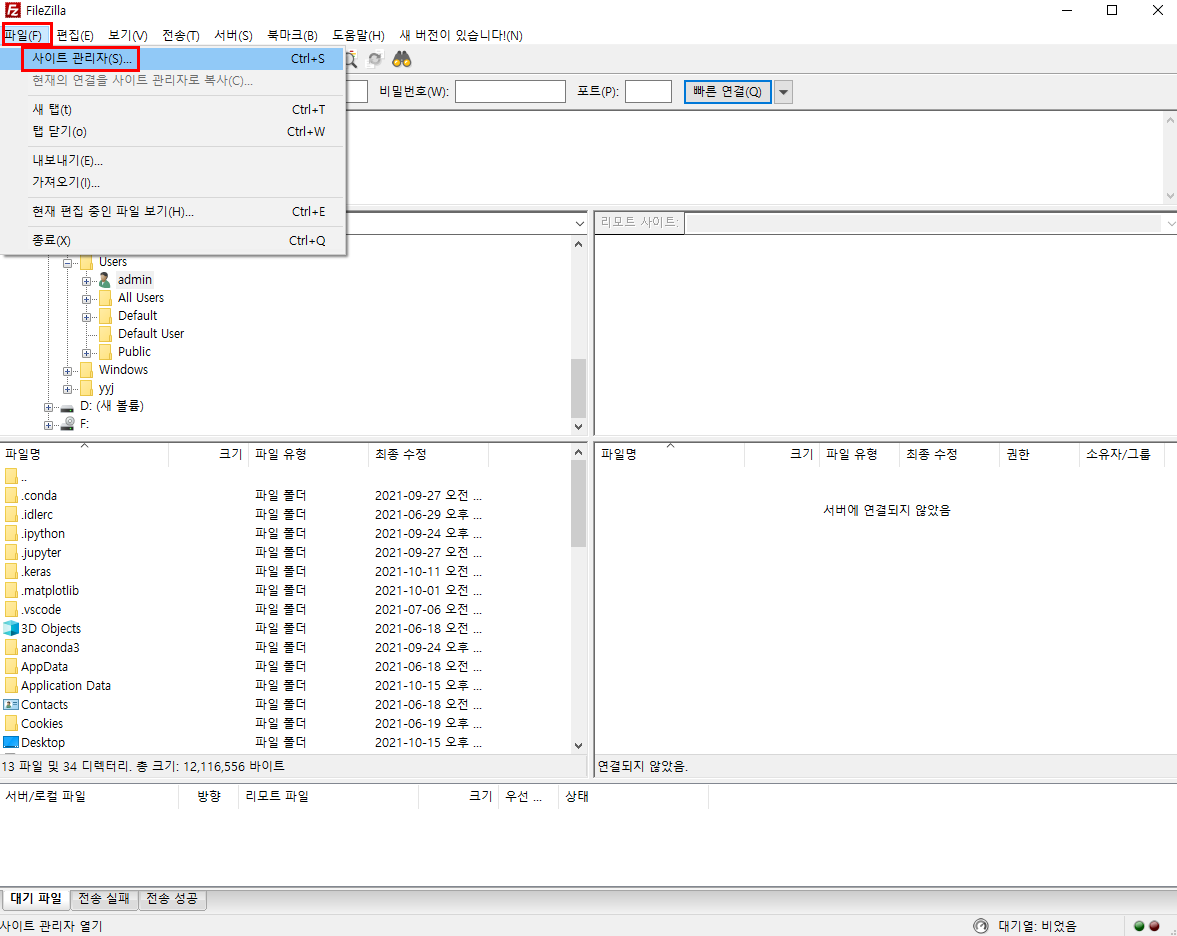 FileZilla
파일(F) 편집(E) 보기(V) 전송(T) 서버(S) 북마크(B) 도움말(H) 새 버전이 있습니다!(N)
사이트 관리자(S)... Ctrl+S
현재의 연결을 사이트 관리자로 복사(C)...
새 탭(t) Ctrl+T
탭 닫기(o) Ctrl+W
내보내기(E)...
가져오기(I)...
현재 편집 중인 파일 보기(H)... Ctrl+E
종료(X) Ctrl+Q
비밀번호(W): 포트(P): 빠른 연결(Q)
리모트 사이트:
Users
admin
All Users
Default
Default User
Public
Windows
yyj
D: (새 볼륨)
F:
파일명 크기 파일 유형 최종 수정
..
.conda 파일 폴더 2021-09-27 오전 ...
.idlerc 파일 폴더 2021-06-29 오후 ...
.ipython 파일 폴더 2021-09-24 오후 ...
.jupyter 파일 폴더 2021-09-27 오전 ...
.keras 파일 폴더 2021-10-11 오전 ...
.matplotlib 파일 폴더 2021-10-01 오전 ...
.vscode 파일 폴더 2021-07-06 오전 ...
3D Objects 파일 폴더 2021-06-18 오전 ...
anaconda3 파일 폴더 2021-09-24 오후 ...
AppData 파일 폴더 2021-06-18 오전 ...
Application Data 파일 폴더 2021-10-15 오후 ...
Contacts 파일 폴더 2021-06-18 오전 ...
Cookies 파일 폴더 2021-06-19 오후 ...
Desktop 파일 폴더 2021-10-15 오후 ...
13 파일 및 34 디렉터리. 총 크기: 12,116,556 바이트
파일명 크기 파일 유형 최종 수정 권한 소유자/그룹
서버에 연결되지 않았음
연결되지 않았음.
서버/로컬 파일 방향 리모트 파일 크기 우선 ... 상태
대기 파일 전송 실패 전송 성공
사이트 관리자 열기 대기열: 비었음